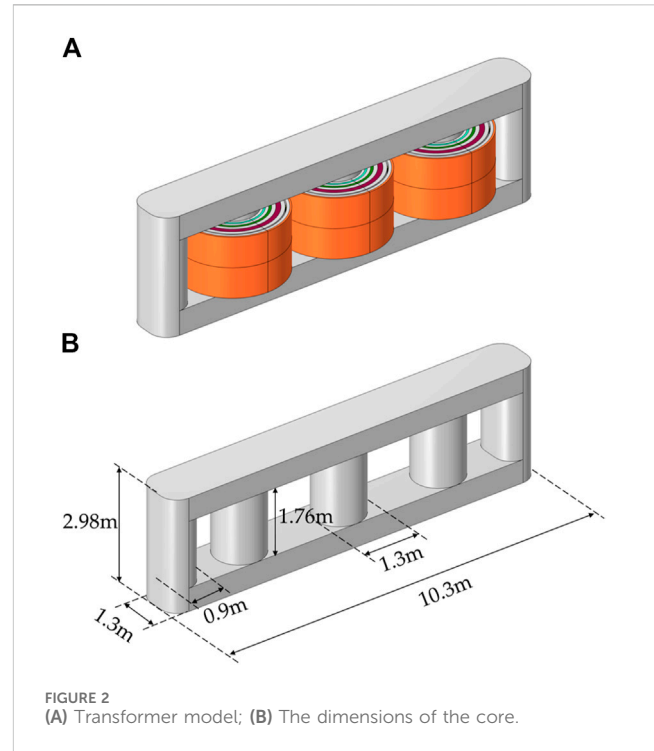 A
B
2.98m
1.76m
1.3m
10.3m
0.9m
1.3m
FIGURE 2
(A) Transformer model; (B) The dimensions of the core.